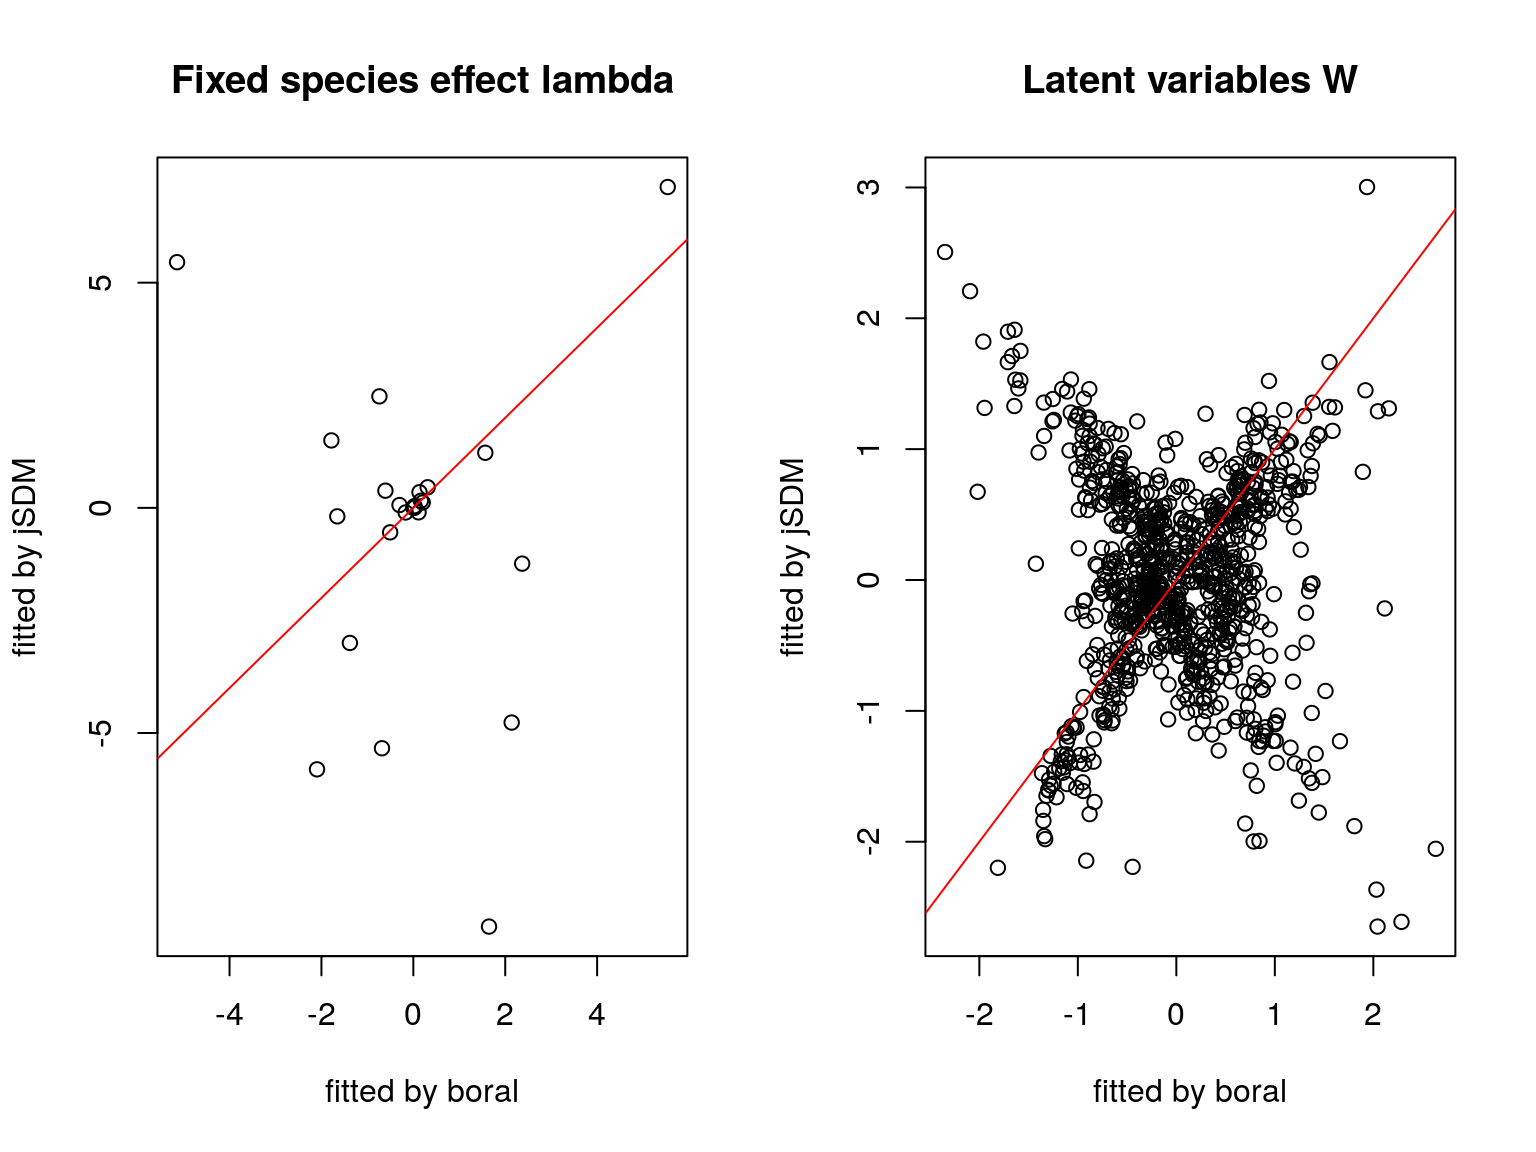 Fixed species effect lambda
fitted by jSDM
5
0
-5
-4 -2 0 2 4
fitted by boral
Latent variables W
fitted by jSDM
3
2
1
0
-1
-2
-2 -1 0 1 2
fitted by boral